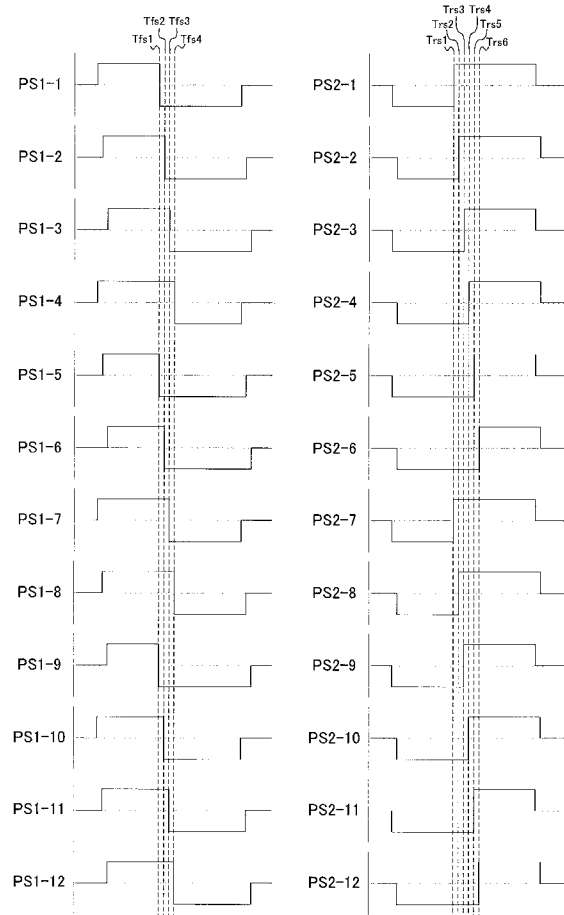 Tfs2 Tfs3
Tfs1 Tfs4
Trs3 Trs4
Trs2 Trs5
Trs1 Trs6
PS1-1 PS2-1
PS1-2 PS2-2
PS1-3 PS2-3
PS1-4 PS2-4
PS1-5 PS2-5
PS1-6 PS2-6
PS1-7 PS2-7
PS1-8 PS2-8
PS1-9 PS2-9
PS1-10 PS2-10
PS1-11 PS2-11
PS1-12 PS2-12